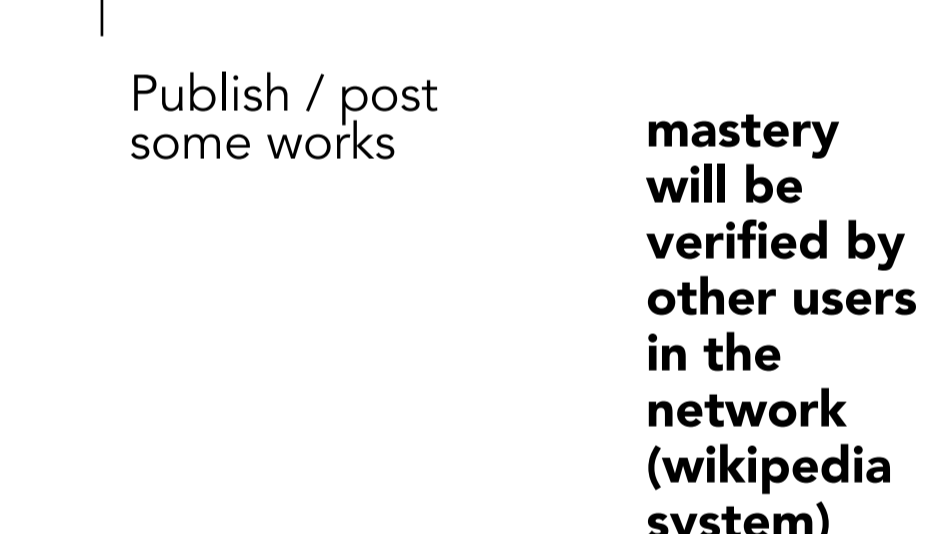 Publish / post
some works
mastery
will be
verified by
other users
in the
network
(wikipedia
system)